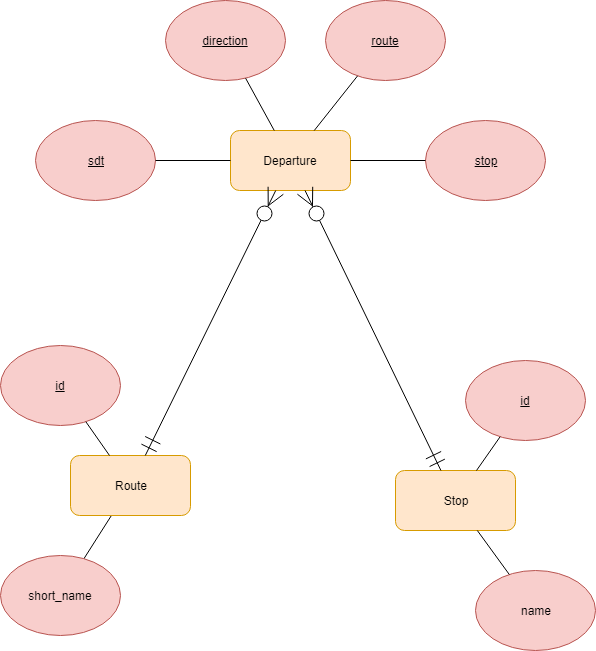 direction
route
sdt
Departure
stop
id
id
Route
Stop
short_name
name